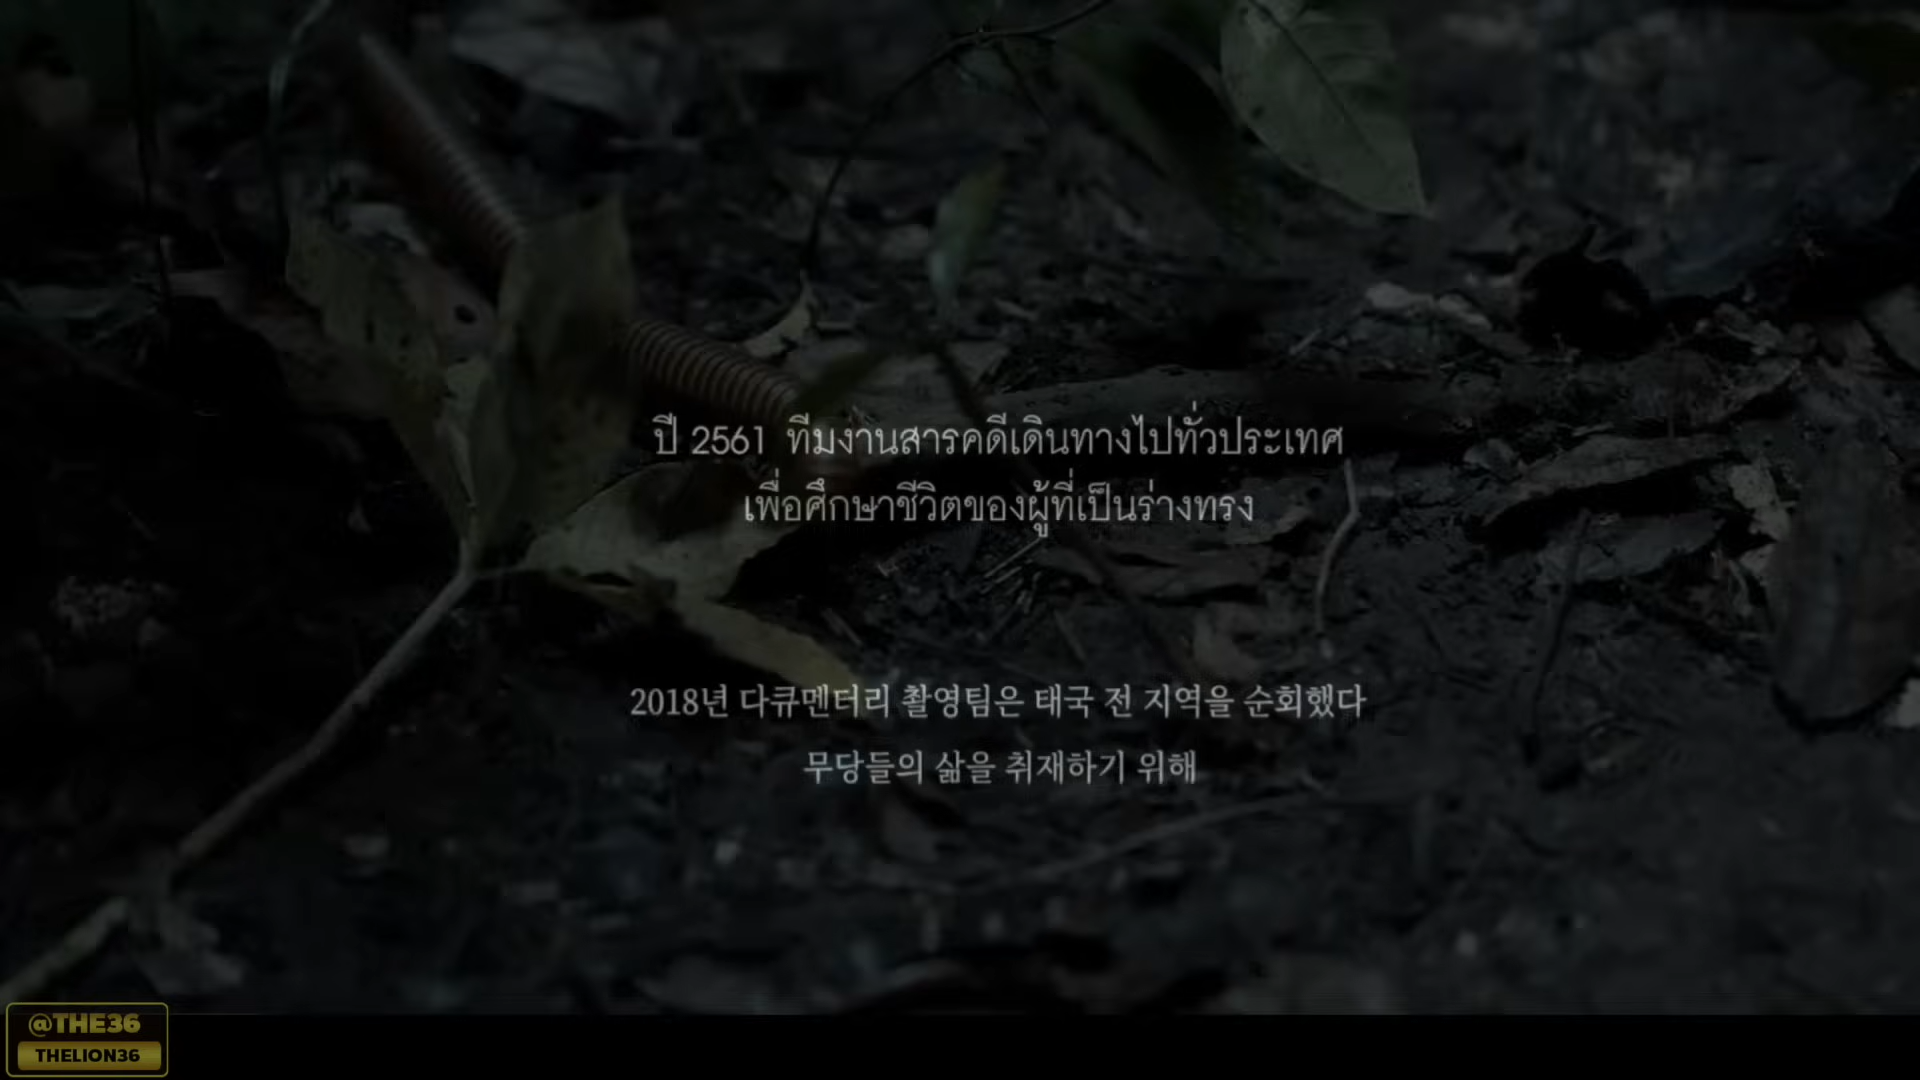 ปี 2561 ทีมงานสารคดีเดินทางไปทั่วประเทศ
เพื่อศึกษาชีวิตของผู้ที่เป็นร่างทรง
2018년 다큐멘터리 촬영팀은 태국 전 지역을 순회했다
무당들의 삶을 취재하기 위해
@THE36
THELION36